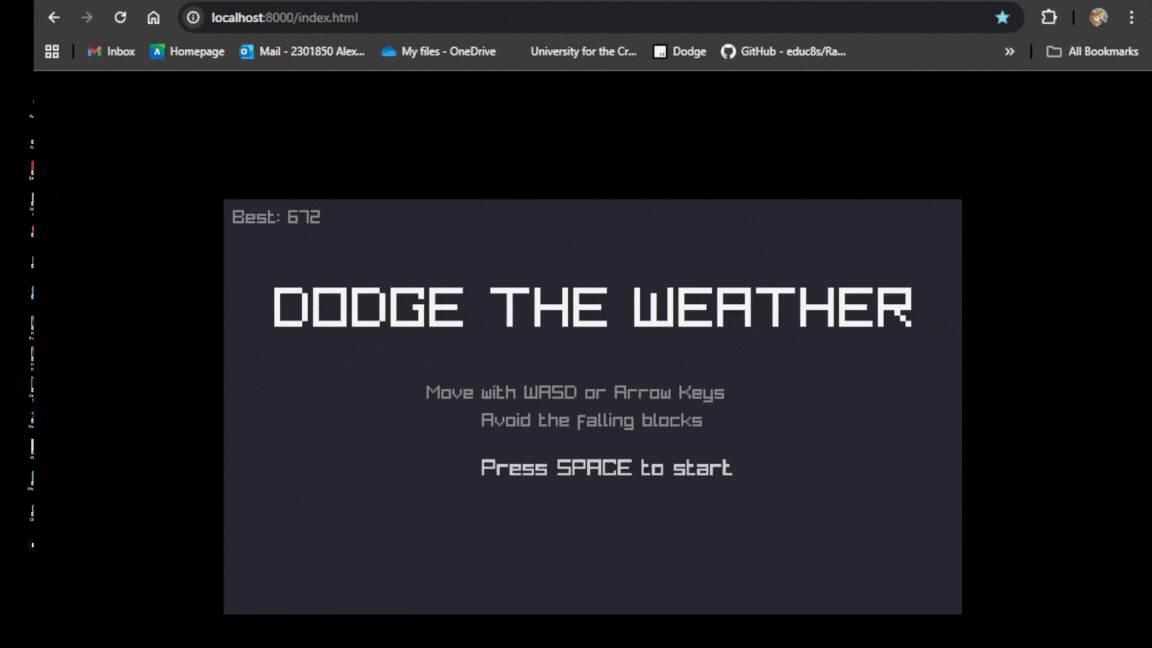 localhost:8000/index.html
Inbox Homepage Mail - 2301850 Alex... My files - OneDrive University for the Cr... Dodge GitHub - educ8s/Ra... » All Bookmarks
Best: 672
DODGE THE WEATHER
Move with WASD or Arrow Keys
Avoid the falling blocks
Press SPACE to start